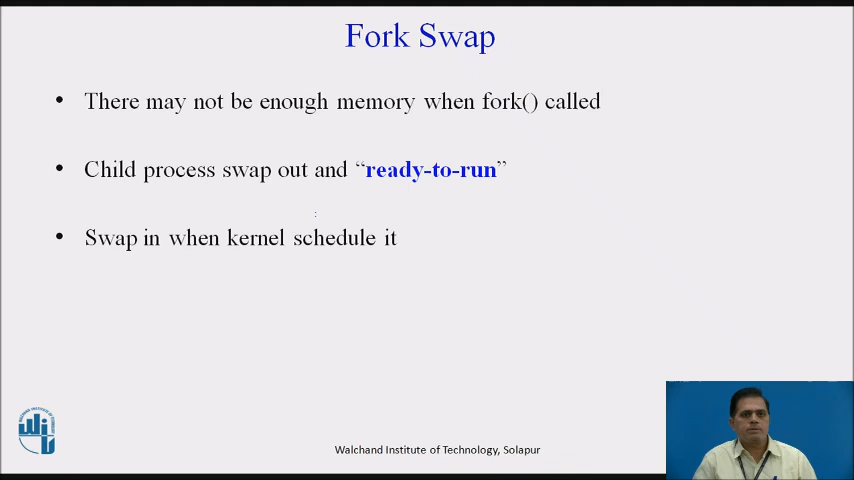 Fork Swap
• There may not be enough memory when fork() called
• Child process swap out and “ready-to-run”
• Swap in when kernel schedule it
Walchand Institute of Technology, Solapur